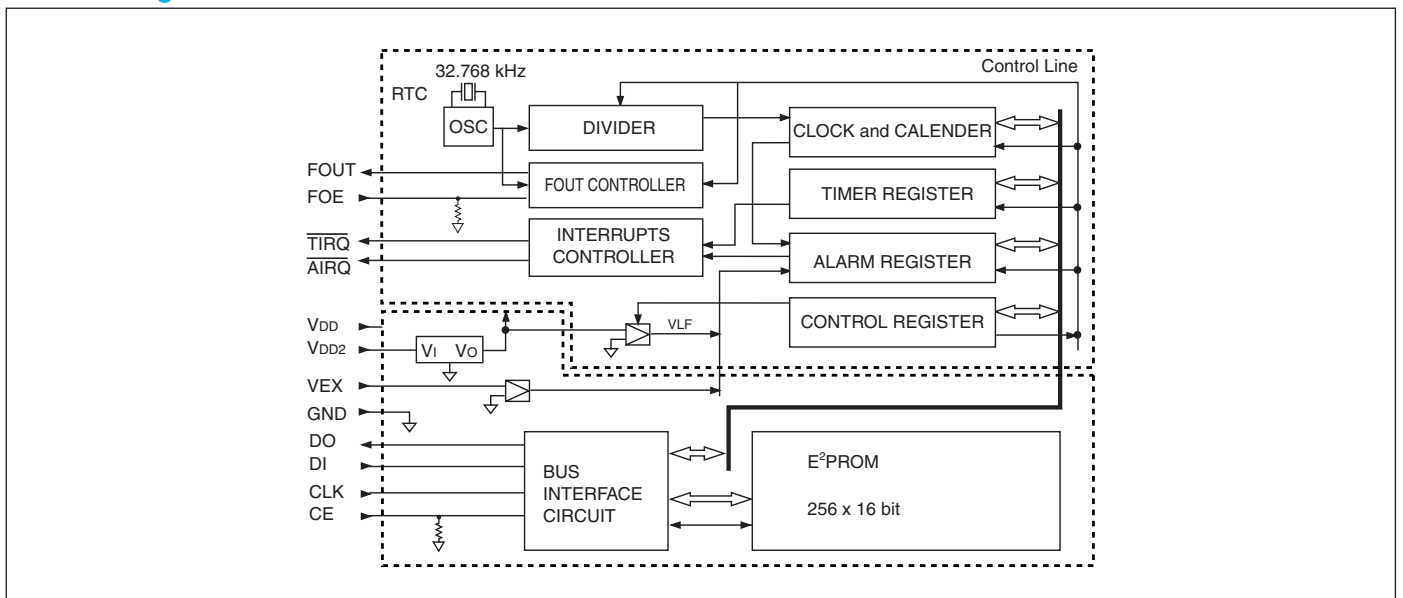 Control Line
32.768 kHz
RTC
OSC
DIVIDER
CLOCK and CALENDER
FOUT
FOUT CONTROLLER
FOE
TIMER REGISTER
TIRQ
INTERRUPTS
CONTROLLER
AIRQ
ALARM REGISTER
VDD
VLF
CONTROL REGISTER
VDD2
VI VO
VEX
GND
DO
DI
CLK
CE
BUS
INTERFACE
CIRCUIT
E²PROM
256 x 16 bit